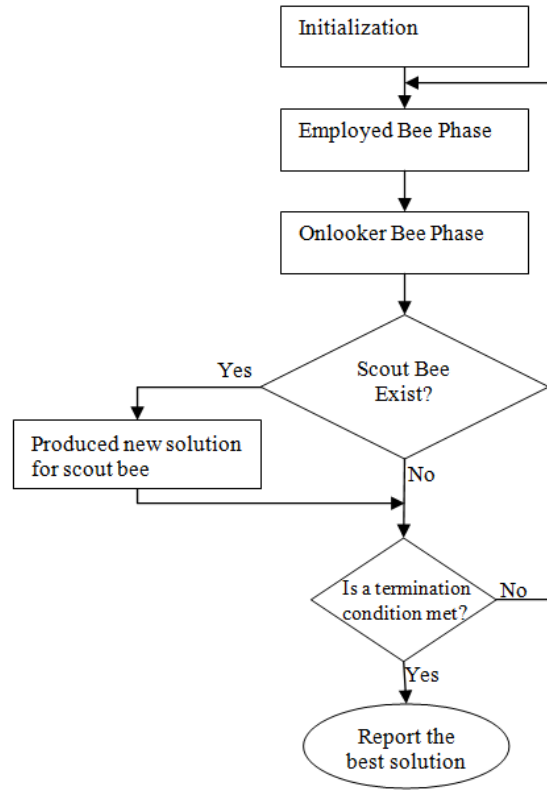 Initialization
Employed Bee Phase
Onlooker Bee Phase
Scout Bee
Exist?
Yes
Produced new solution
for scout bee
No
Is a termination
condition met?
No
Yes
Report the
best solution